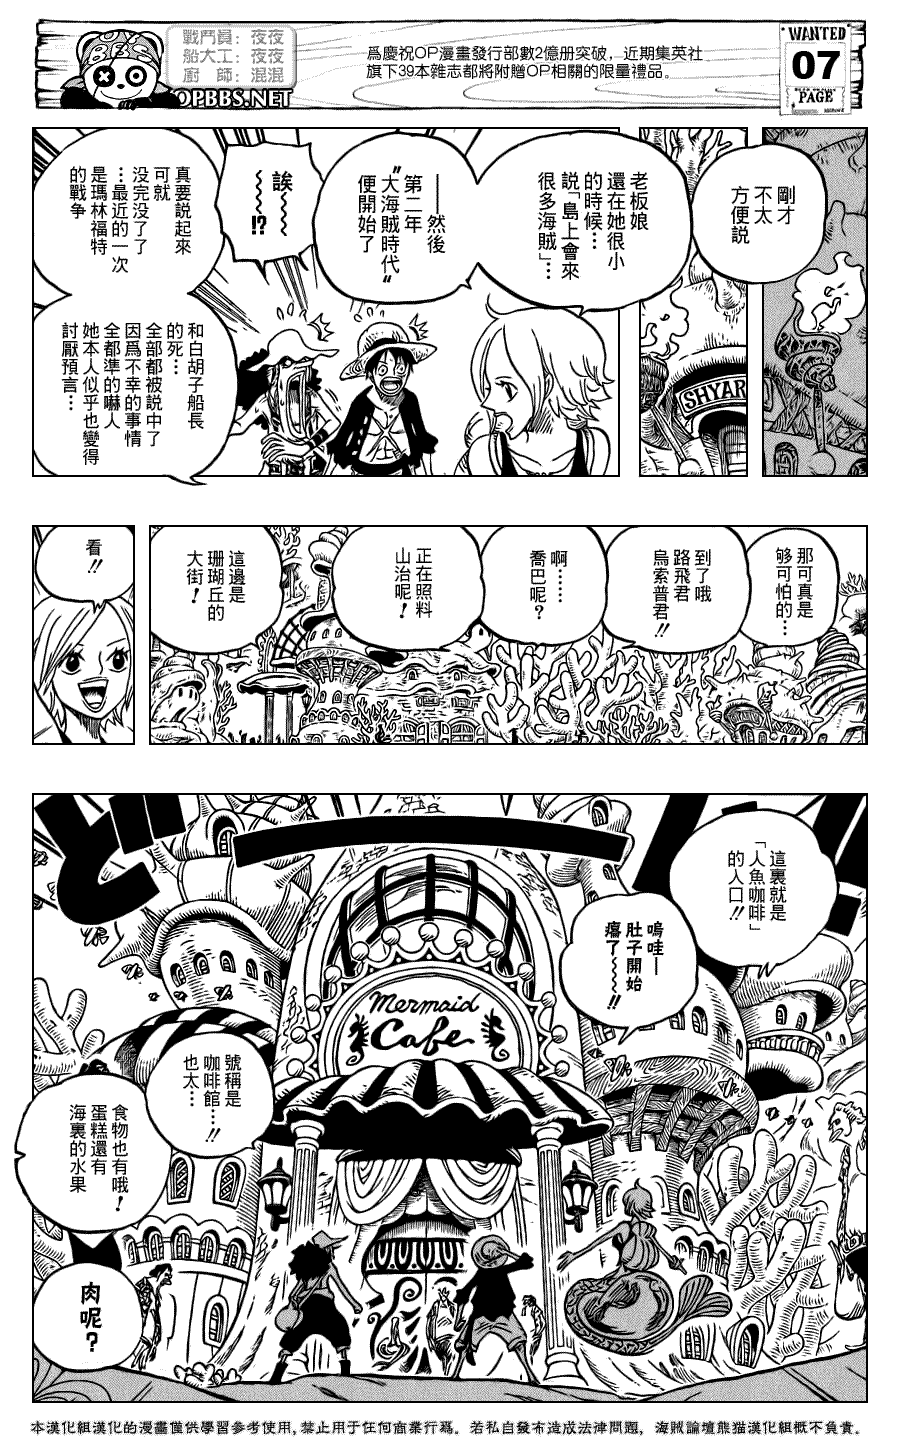 戰鬥員：夜夜
船大工：夜夜
廚　師：混混
OPBBS.NET
爲慶祝OP漫畫發行部數2億册突破，近期集英社
旗下39本雜志都將附贈OP相關的限量禮品。
WANTED
07
PAGE
剛才
不太
方便説
老板娘
還在她很小
的時候…
説「島上會來
很多海賊」…
——然後
第二年
"大海賊時代"
便開始了
誒～～～～!?
真要説起來
可就
没完没了了
…最近的一次
是瑪林福特
的戰争
和白胡子船長
的死…
全部都被説中了
因爲不幸的事情
全都準的嚇人
她本人似乎也變得
討厭預言…
SHYAR
那可真是
够可怕的…
到了哦
路飛君
烏索普君!!
啊……
喬巴呢?
正在照料
山治呢！
這邊是
珊瑚丘的
大街！
看!!
ど
ー
ん
這裏就是
「人魚咖啡」
的入口!!
嗚哇—
肚子開始
癟了～～～!!
Mermaid
Cafe
號稱是
咖啡館…!!
也太…
食物也有哦！
蛋糕還有
海裏的水果
肉呢？
本漢化組漢化的漫畫僅供學習參考使用,禁止用于任何商業行爲。若私自發布造成法律問題，海賊論壇熊猫漢化組概不負責。